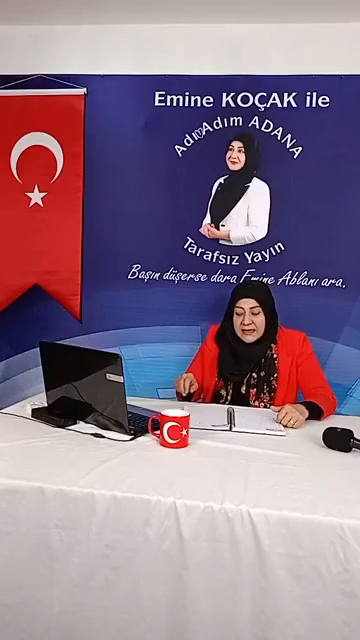 Emine KOÇAK ile
Adım Adım ADANA
Tarafsız Yayın
Başın düşerse dara Emine Ablanı ara.